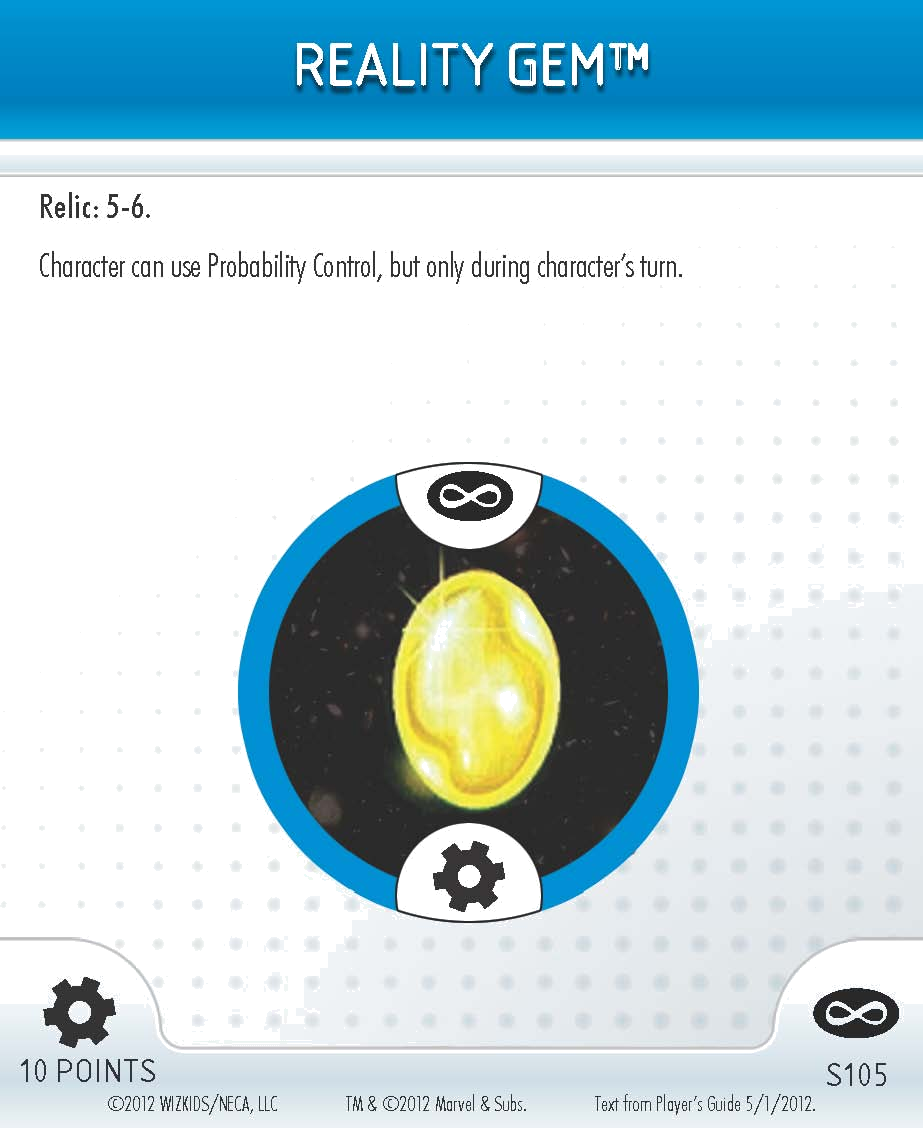 REALITY GEM™
Relic: 5-6.
Character can use Probability Control, but only during character's turn.
10 POINTS
S105
©2012 WIZKIDS/NECA, LLC TM & ©2012 Marvel & Subs. Text from Player's Guide 5/1/2012.